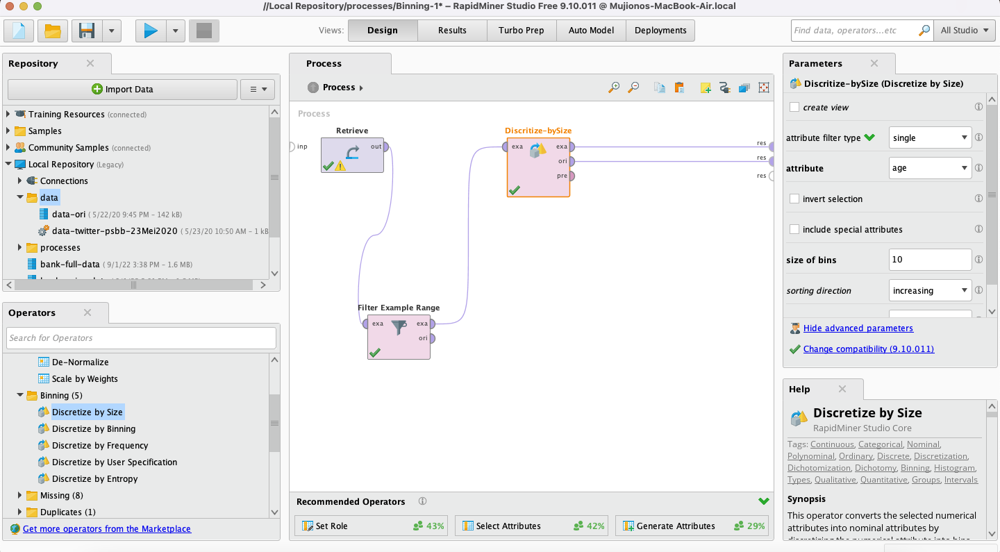 //Local Repository/processes/Binning-1* – RapidMiner Studio Free 9.10.011 @ Mujionos-MacBook-Air.local
Views: Design Results Turbo Prep Auto Model Deployments
Find data, operators...etc All Studio
Repository
Import Data
Training Resources (connected)
Samples
Community Samples (connected)
Local Repository (Legacy)
Connections
data
data-ori ( 5/22/20 9:45 PM – 142 kB)
data-twitter-psbb-23Mei2020 ( 5/23/20 10:50 AM – 1 kB
processes
bank-full-data ( 9/1/22 3:38 PM – 1.6 MB)
Operators
Search for Operators
De-Normalize
Scale by Weights
Binning (5)
Discretize by Size
Discretize by Binning
Discretize by Frequency
Discretize by User Specification
Discretize by Entropy
Missing (8)
Duplicates (1)
Get more operators from the Marketplace
Process
Process
Process
inp
Retrieve
out
Discritize-bySize
exa exa
ori
pre
res
res
res
Filter Example Range
exa exa
ori
Recommended Operators
Set Role 43%
Select Attributes 42%
Generate Attributes 29%
Parameters
Discritize-bySize (Discretize by Size)
create view
attribute filter type single
attribute age
invert selection
include special attributes
size of bins 10
sorting direction increasing
Hide advanced parameters
Change compatibility (9.10.011)
Help
Discretize by Size
RapidMiner Studio Core
Tags: Continuous, Categorical, Nominal,
Polynominal, Ordinary, Discrete, Discretization,
Dichotomization, Dichotomy, Binning, Histogram,
Types, Qualitative, Quantitative, Groups, Intervals
Synopsis
This operator converts the selected numerical
attributes into nominal attributes by
discretizing the numerical attribute into bins